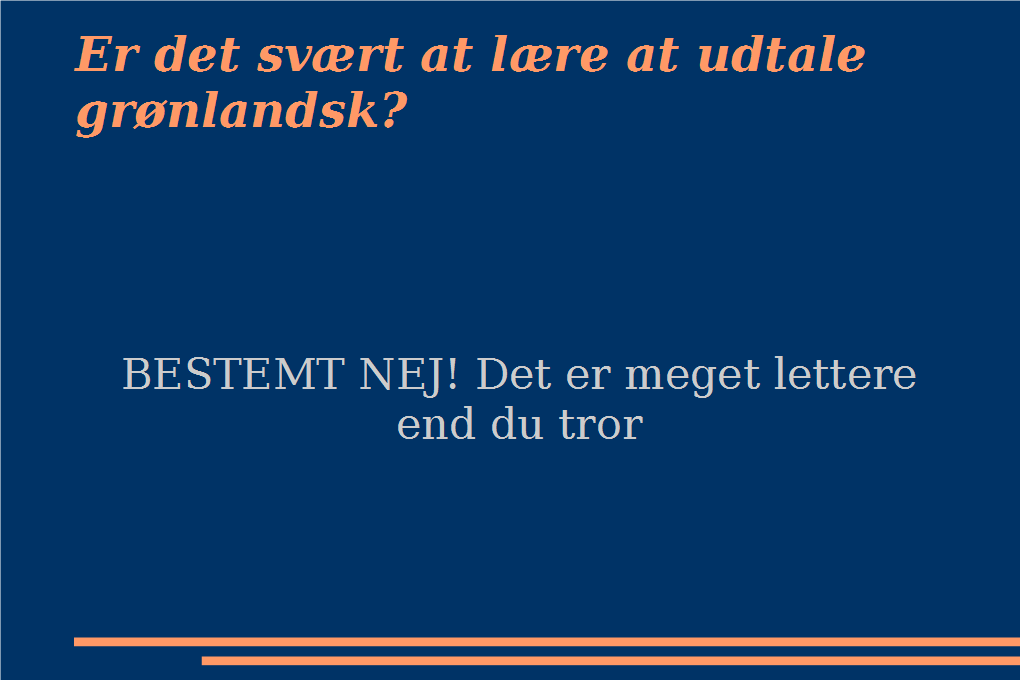 Er det svært at lære at udtale
grønlandsk?
BESTEMT NEJ! Det er meget lettere
end du tror